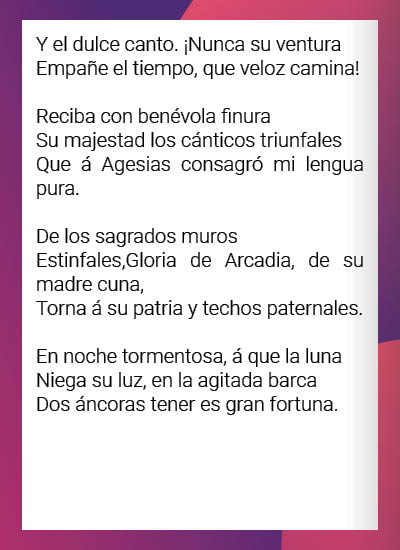 Y el dulce canto. ¡Nunca su ventura
Empañe el tiempo, que veloz camina!
Reciba con benévola finura
Su majestad los cánticos triunfales
Que á Agesias consagró mi lengua
pura.
De los sagrados muros
Estinfales,Gloria de Arcadia, de su
madre cuna,
Torna á su patria y techos paternales.
En noche tormentosa, á que la luna
Niega su luz, en la agitada barca
Dos áncoras tener es gran fortuna.